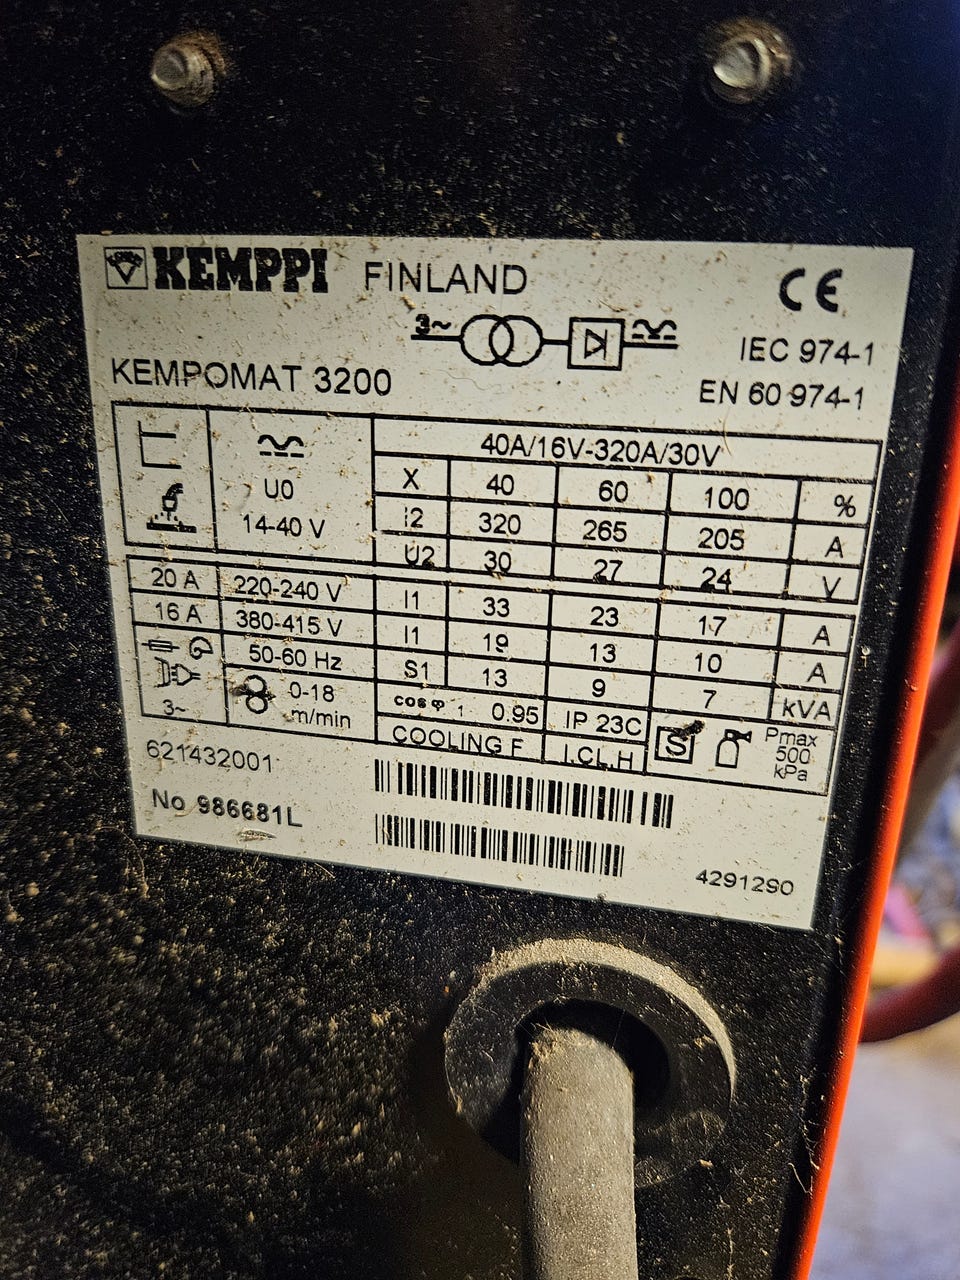 KEMPPI FINLAND CE
3~
IEC 974-1
KEMPOMAT 3200
EN 60 974-1
40A/16V-320A/30V
U0
14-40 V
X 40 60 100 %
I2 320 265 205 A
U2 30 27 24 V
20 A 220-240 V I1 33 23 17 A
16 A 380-415 V I1 19 13 10 A
50-60 Hz S1 13 9 7 kVA
3~
0-18
m/min
cos φ 1 0.95 IP 23C S Pmax
500
kPa
COOLING F I.CL.H
621432001
No 986681L
4291290